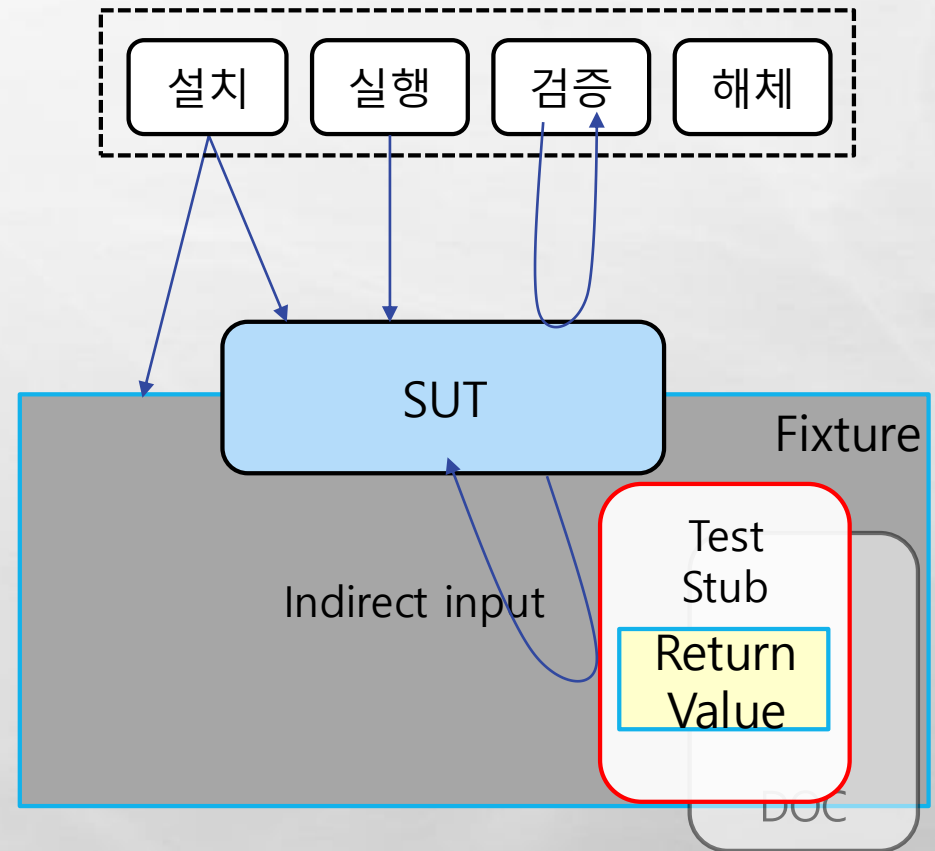 설치
실행
검증
해체
SUT
Fixture
Test
Stub
Indirect input
Return
Value
DOC